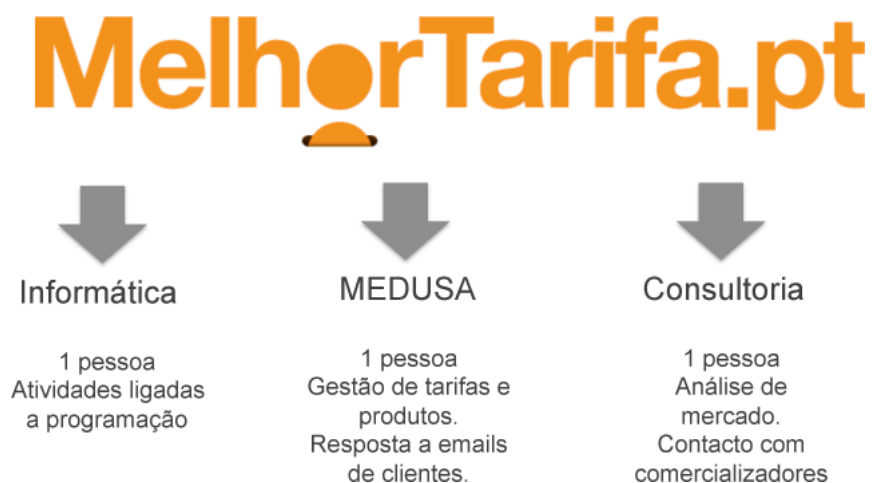 MelhorTarifa.pt
Informática
1 pessoa
Atividades ligadas
a programação
MEDUSA
1 pessoa
Gestão de tarifas e
produtos.
Resposta a emails
de clientes.
Consultoria
1 pessoa
Análise de
mercado.
Contacto com
comercializadores